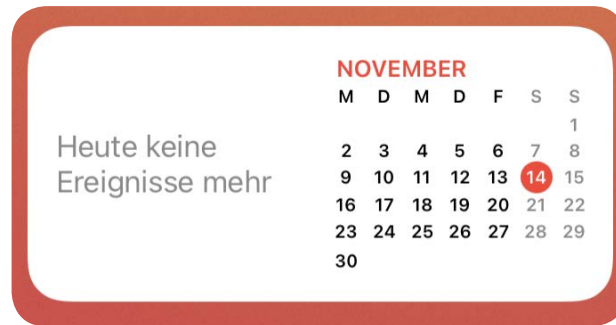 Heute keine
Ereignisse mehr
NOVEMBER
M D M D F S S
1
2 3 4 5 6 7 8
9 10 11 12 13 14 15
16 17 18 19 20 21 22
23 24 25 26 27 28 29
30